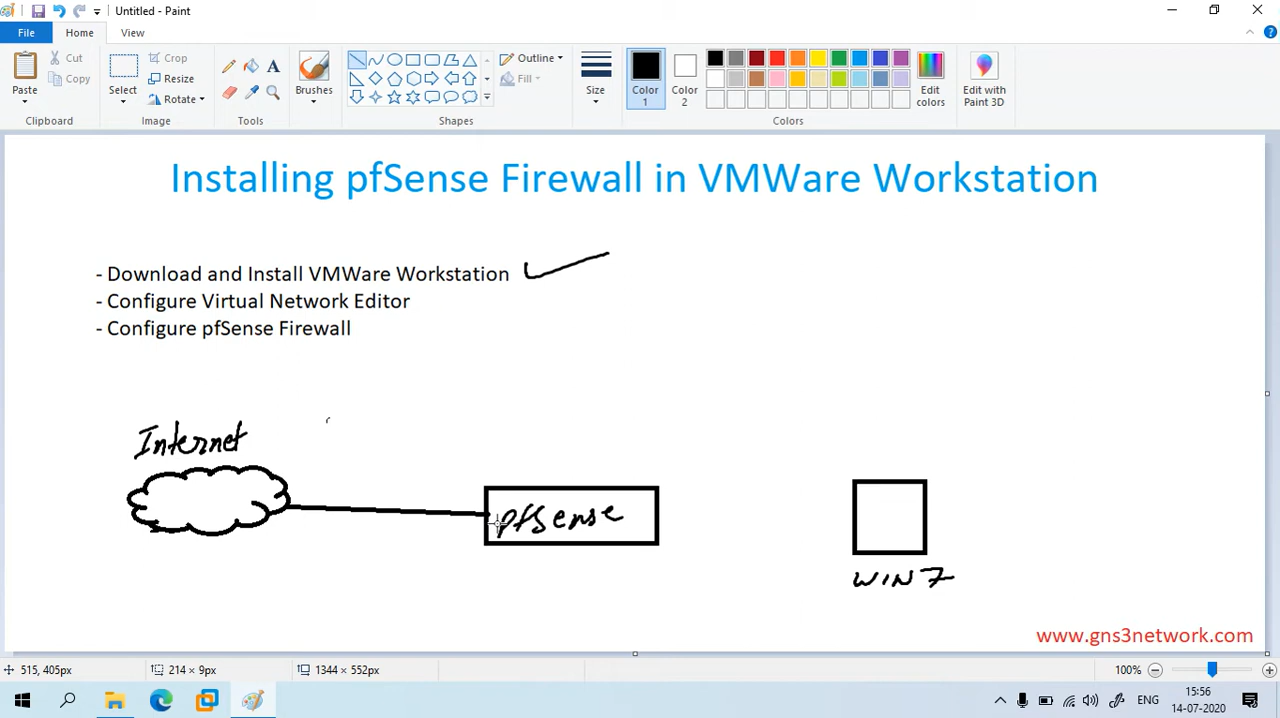 Untitled - Paint
File Home View
Paste
Cut
Copy
Clipboard
Select
Crop
Resize
Rotate
Image
A
Tools
Brushes
Outline
Fill
Shapes
Size
Color 1
Color 2
Edit colors
Colors
Edit with Paint 3D
Installing pfSense Firewall in VMWare Workstation
- Download and Install VMWare Workstation
- Configure Virtual Network Editor
- Configure pfSense Firewall
Internet
pfSense
WIN 7
www.gns3network.com
515, 405px 214 × 9px 1344 × 552px 100%
ENG 15:56
14-07-2020